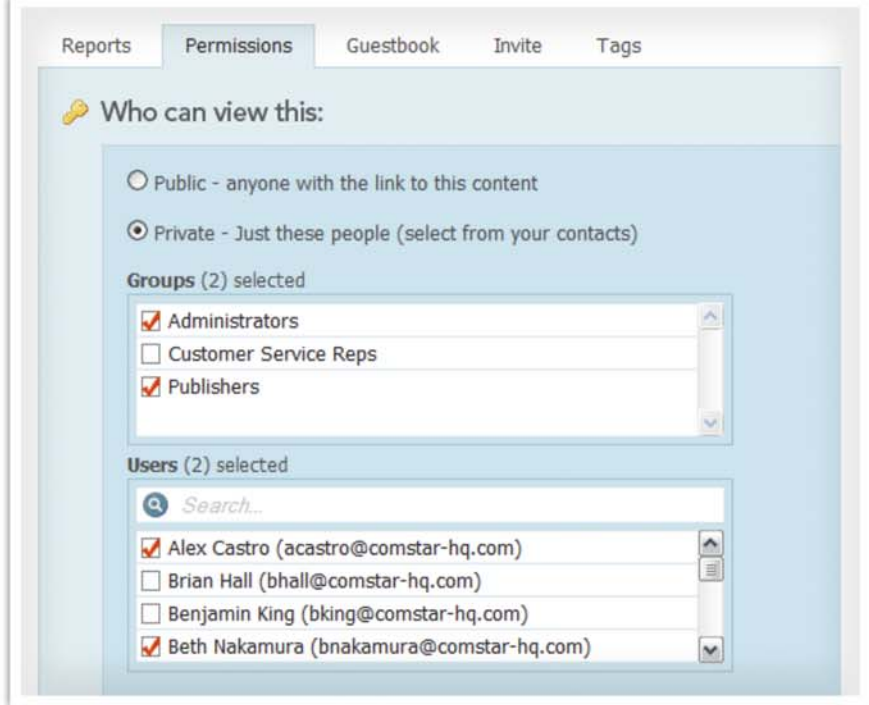 Reports Permissions Guestbook Invite Tags
Who can view this:
Public - anyone with the link to this content
Private - Just these people (select from your contacts)
Groups (2) selected
Administrators
Customer Service Reps
Publishers
Users (2) selected
Search...
Alex Castro (acastro@comstar-hq.com)
Brian Hall (bhall@comstar-hq.com)
Benjamin King (bking@comstar-hq.com)
Beth Nakamura (bnakamura@comstar-hq.com)